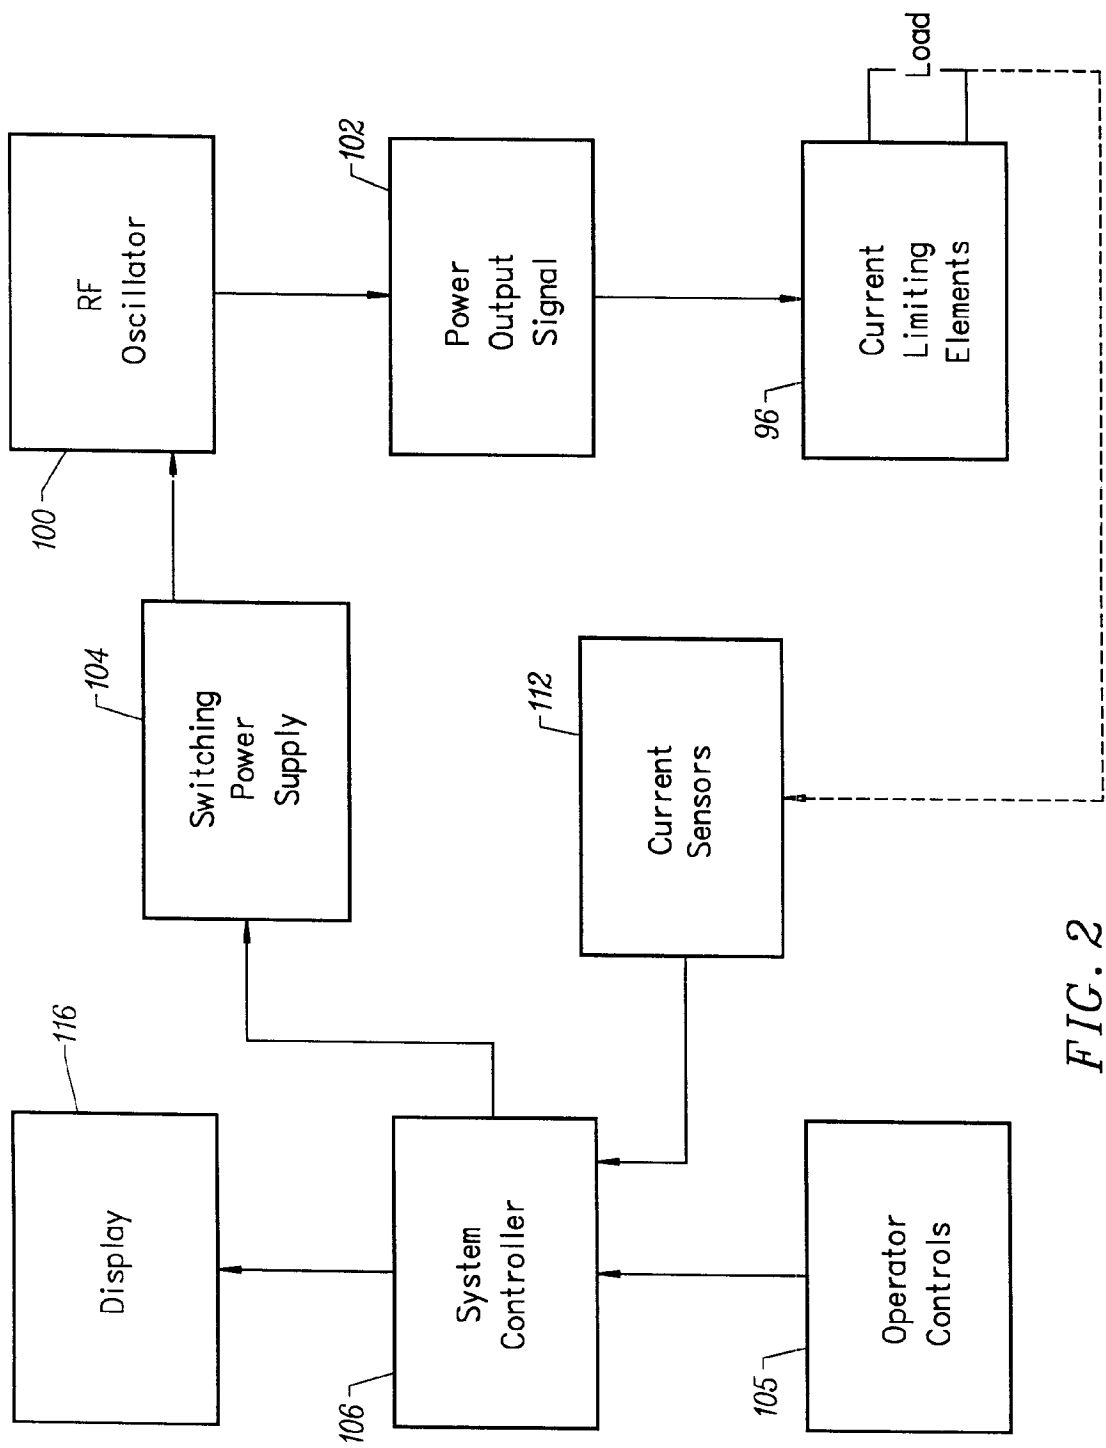 116
Display
106
System
Controller
105
Operator
Controls
104
Switching
Power
Supply
112
Current
Sensors
100
RF
Oscillator
102
Power
Output
Signal
96
Current
Limiting
Elements
Load
FIG. 2